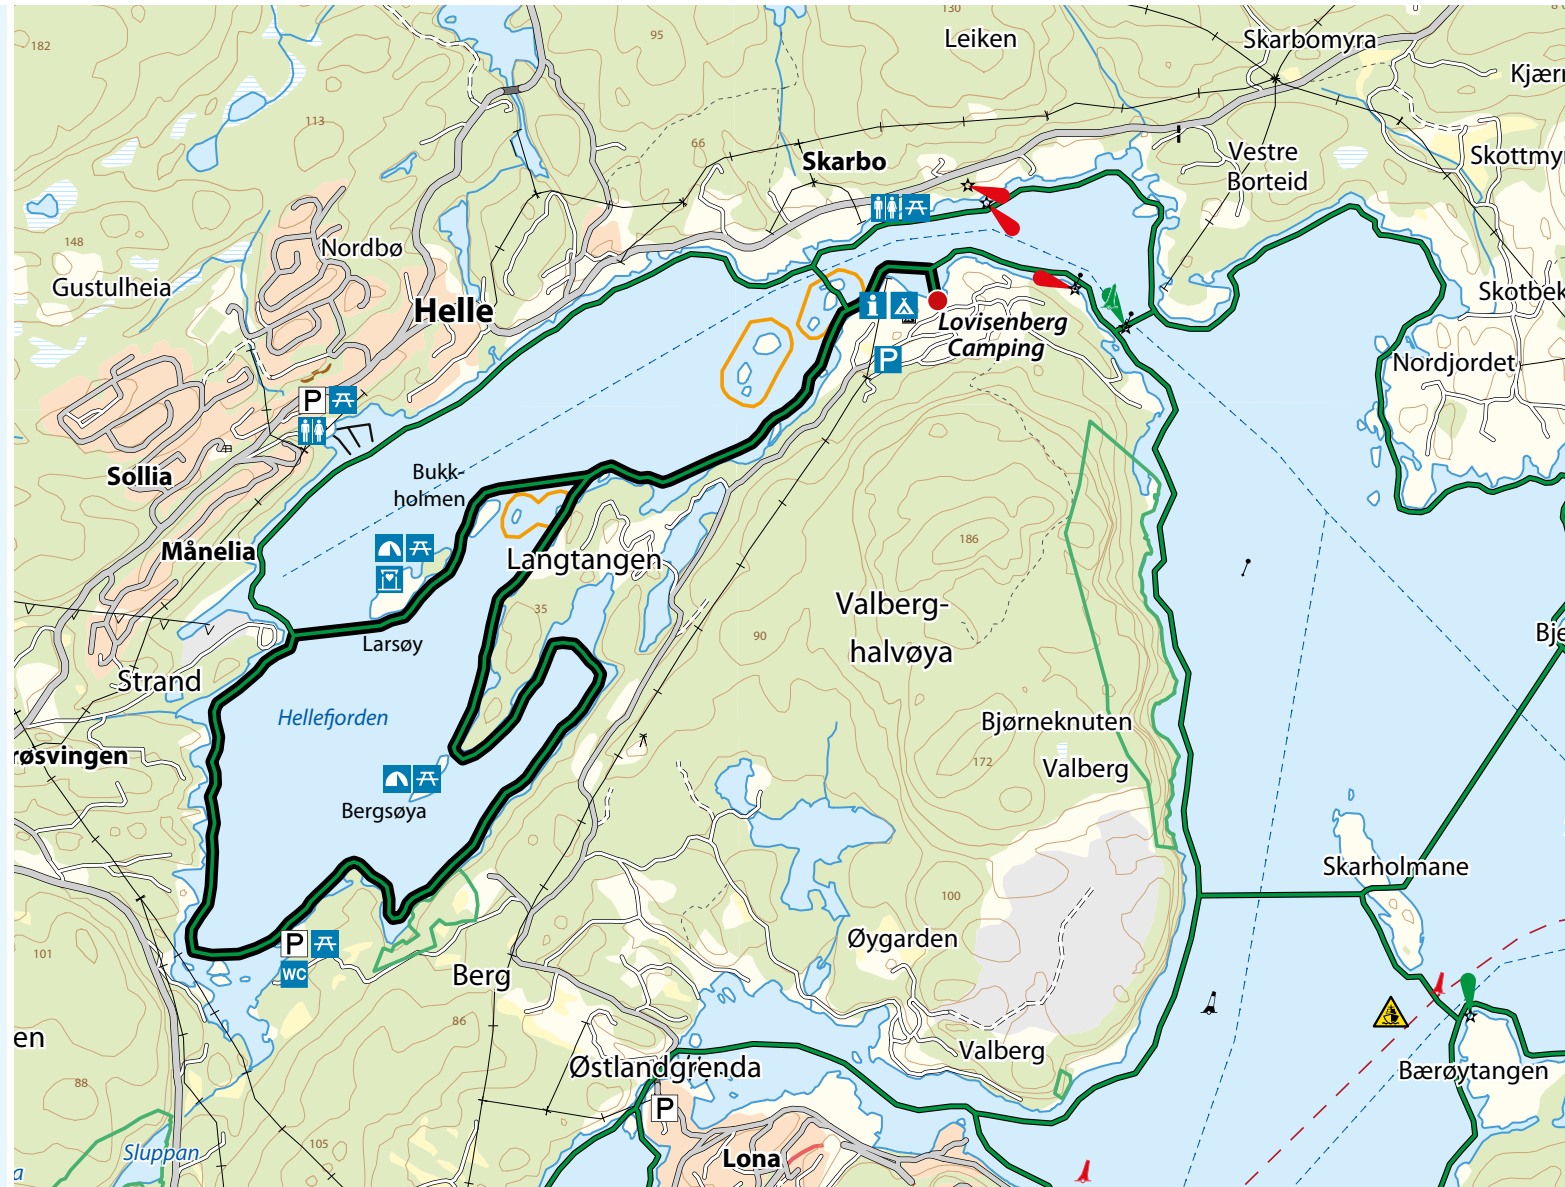 130
Leiken
Skarbomyra
182
95
Kjærr
113
66
Skarbo
Vestre
Borteid
Skottmyr
148
Nordbø
Gustulheia
Helle
Skotbek
i
Lovisenberg
Camping
P
Nordjordet
P
Sollia
Bukk-
holmen
Månelia
Langtangen
186
35
Valberg-
halvøya
90
Larsøy
Bje
Strand
Hellefjorden
Bjørneknuten
røsvingen
172
Valberg
Bergsøya
Skarholmane
100
P
Øygarden
101
WC
Berg
86
en
Valberg
Østlandgrenda
Bærøytangen
88
P
105
Sluppan
Lona
a